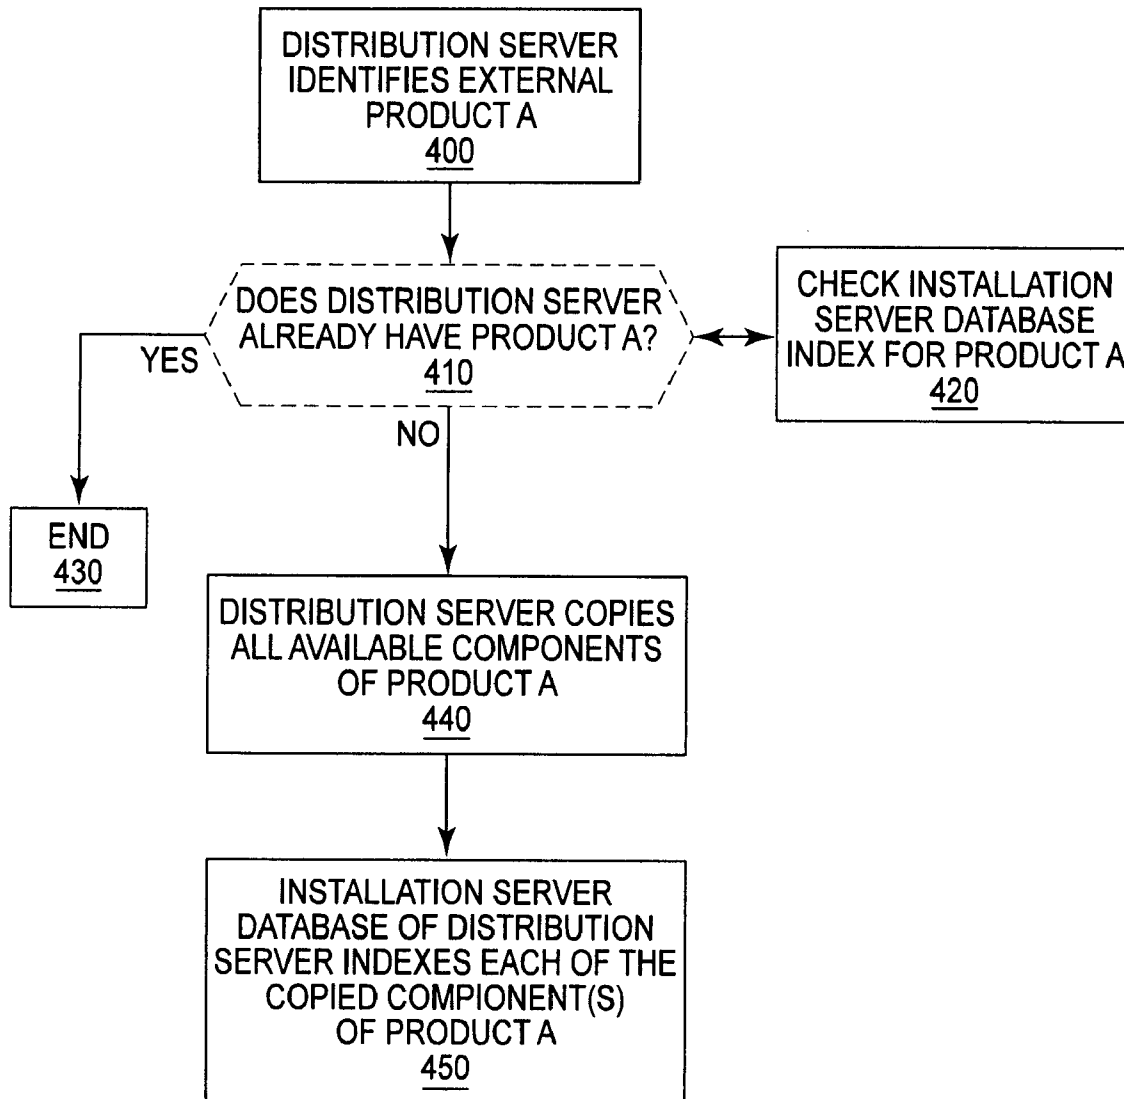 DISTRIBUTION SERVER
IDENTIFIES EXTERNAL
PRODUCT A
400
DOES DISTRIBUTION SERVER
ALREADY HAVE PRODUCT A?
410
CHECK INSTALLATION
SERVER DATABASE
INDEX FOR PRODUCT A
420
YES
NO
END
430
DISTRIBUTION SERVER COPIES
ALL AVAILABLE COMPONENTS
OF PRODUCT A
440
INSTALLATION SERVER
DATABASE OF DISTRIBUTION
SERVER INDEXES EACH OF THE
COPIED COMPIONENT(S)
OF PRODUCT A
450